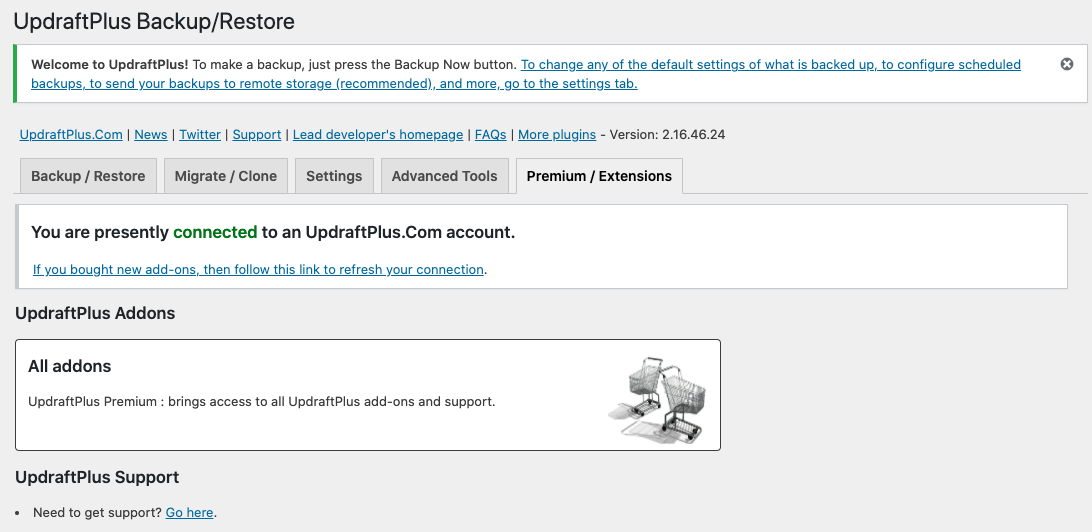 UpdraftPlus Backup/Restore
Welcome to UpdraftPlus! To make a backup, just press the Backup Now button. To change any of the default settings of what is backed up, to configure scheduled
backups, to send your backups to remote storage (recommended), and more, go to the settings tab.
UpdraftPlus.Com | News | Twitter | Support | Lead developer's homepage | FAQs | More plugins - Version: 2.16.46.24
Backup / Restore Migrate / Clone Settings Advanced Tools Premium / Extensions
You are presently connected to an UpdraftPlus.Com account.
If you bought new add-ons, then follow this link to refresh your connection.
UpdraftPlus Addons
All addons
UpdraftPlus Premium : brings access to all UpdraftPlus add-ons and support.
UpdraftPlus Support
• Need to get support? Go here.